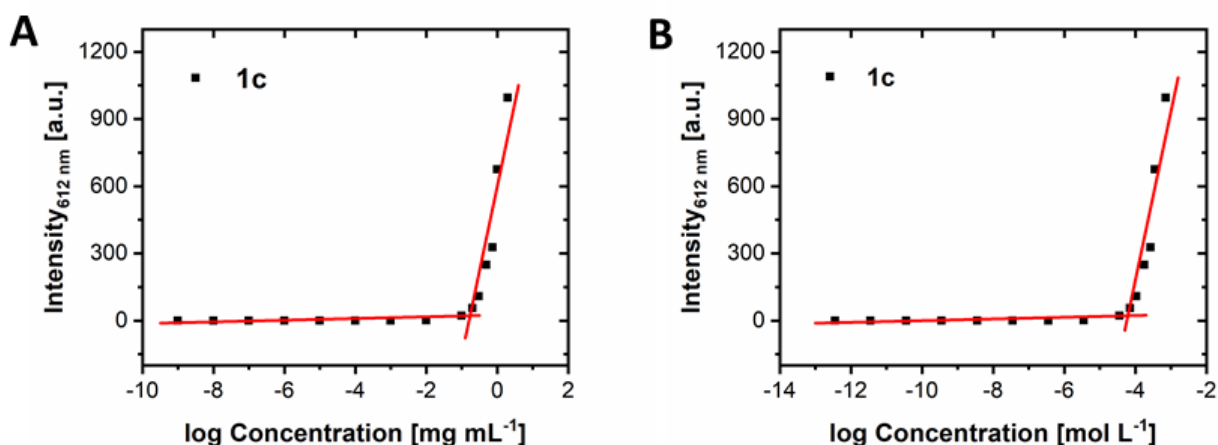 A
1200
900
600
300
0
-10 -8 -6 -4 -2 0 2
1c
Intensity612 nm [a.u.]
log Concentration [mg mL-1]
B
1200
900
600
300
0
-14 -12 -10 -8 -6 -4 -2
1c
Intensity612 nm [a.u.]
log Concentration [mol L-1]